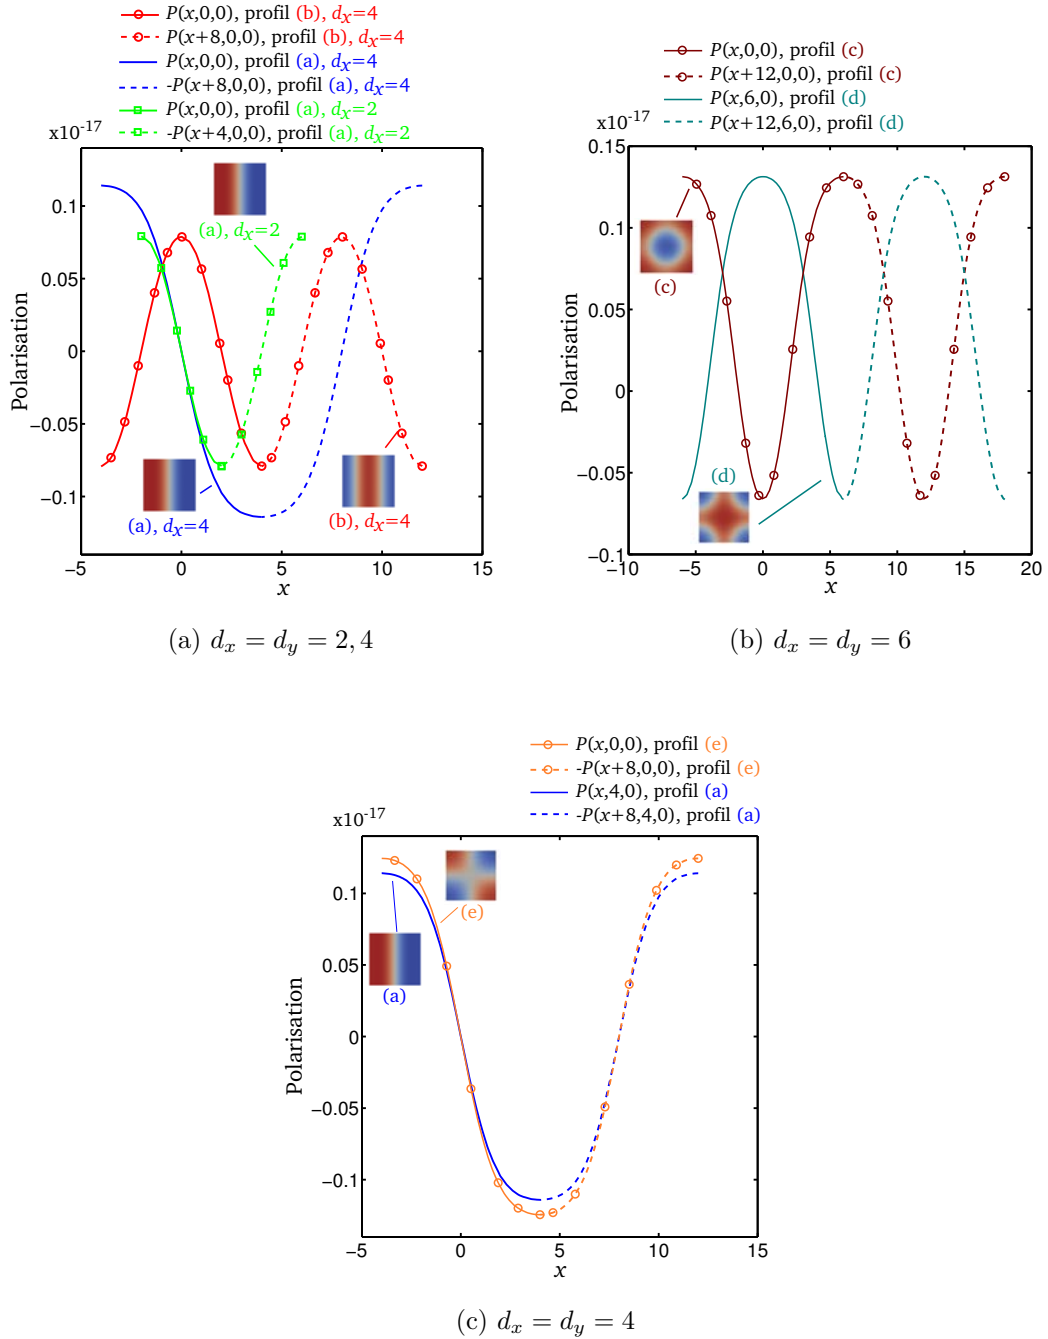 P(x,0,0), profil (b), dx=4
P(x+8,0,0), profil (b), dx=4
P(x,0,0), profil (a), dx=4
-P(x+8,0,0), profil (a), dx=4
P(x,0,0), profil (a), dx=2
-P(x+4,0,0), profil (a), dx=2
x10-17
0.1
0.05
0
−0.05
−0.1
Polarisation
(a), dx=2
(a), dx=4
(b), dx=4
−5
0
5
10
15
x
(a) dx = dy = 2, 4
P(x,0,0), profil (c)
P(x+12,0,0), profil (c)
P(x,6,0), profil (d)
P(x+12,6,0), profil (d)
x10-17
0.15
0.1
0.05
0
−0.05
−0.1
Polarisation
(c)
(d)
−10
−5
0
5
10
15
20
x
(b) dx = dy = 6
P(x,0,0), profil (e)
-P(x+8,0,0), profil (e)
P(x,4,0), profil (a)
-P(x+8,4,0), profil (a)
x10-17
0.1
0.05
0
−0.05
−0.1
Polarisation
(e)
(a)
−5
0
5
10
15
x
(c) dx = dy = 4